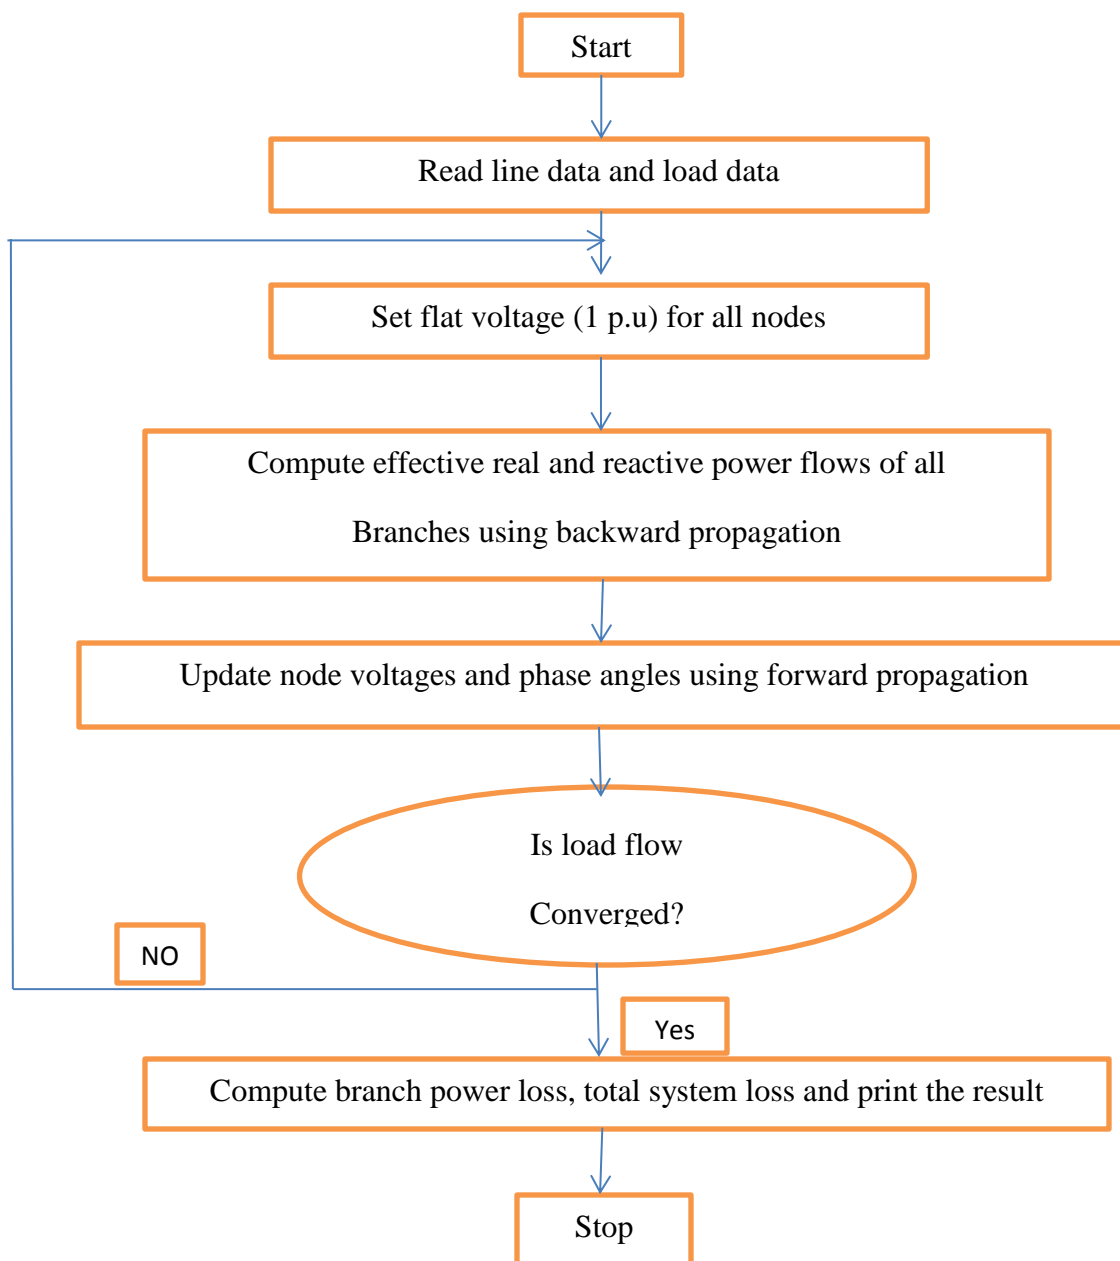 Start
Read line data and load data
Set flat voltage (1 p.u) for all nodes
Compute effective real and reactive power flows of all
Branches using backward propagation
Update node voltages and phase angles using forward propagation
Is load flow
Converged?
NO
Yes
Compute branch power loss, total system loss and print the result
Stop